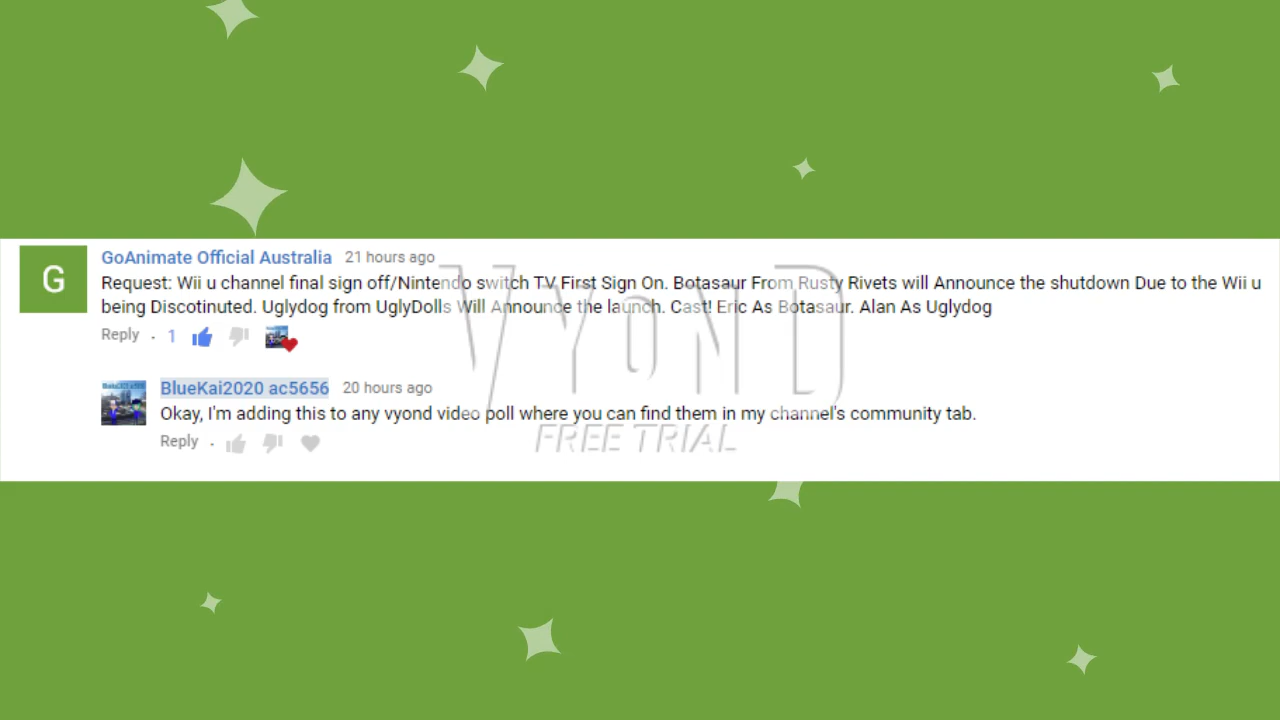 G
GoAnimate Official Australia 21 hours ago
Request: Wii u channel final sign off/Nintendo switch TV First Sign On. Botasaur From Rusty Rivets will Announce the shutdown Due to the Wii u
being Discotinuted. Uglydog from UglyDolls Will Announce the launch. Cast! Eric As Botasaur. Alan As Uglydog
Reply · 1
BlueKai2020 ac5656 20 hours ago
Okay, I'm adding this to any vyond video poll where you can find them in my channel's community tab.
Reply ·
VYOND
FREE TRIAL